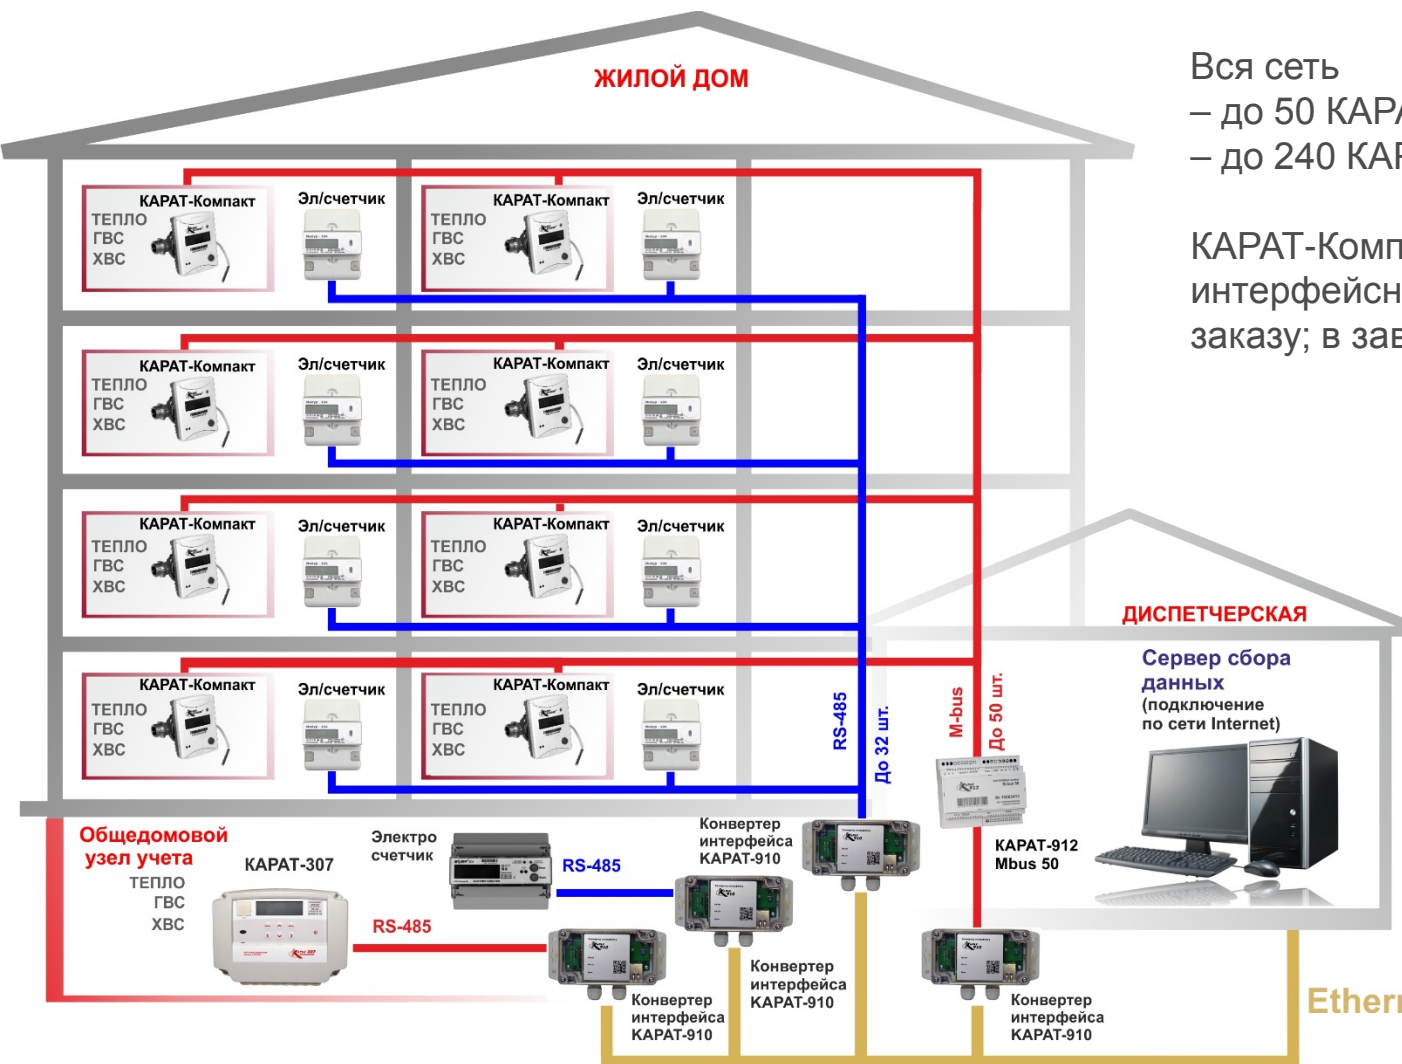 ЖИЛОЙ ДОМ
Вся сеть
– до 50 КАРА
– до 240 КАР
КАРАТ-Комп
интерфейсн
заказу; в зав
КАРАТ-Компакт
ТЕПЛО
ГВС
ХВС
Эл/счетчик
КАРАТ-Компакт
ТЕПЛО
ГВС
ХВС
Эл/счетчик
КАРАТ-Компакт
ТЕПЛО
ГВС
ХВС
Эл/счетчик
КАРАТ-Компакт
ТЕПЛО
ГВС
ХВС
Эл/счетчик
КАРАТ-Компакт
ТЕПЛО
ГВС
ХВС
Эл/счетчик
КАРАТ-Компакт
ТЕПЛО
ГВС
ХВС
Эл/счетчик
КАРАТ-Компакт
ТЕПЛО
ГВС
ХВС
Эл/счетчик
КАРАТ-Компакт
ТЕПЛО
ГВС
ХВС
Эл/счетчик
RS-485
До 32 шт.
M-bus
До 50 шт.
ДИСПЕТЧЕРСКАЯ
Сервер сбора
данных
(подключение
по сети Internet)
КАРАТ-912
Mbus 50
Общедомовой
узел учета
ТЕПЛО
ГВС
ХВС
КАРАТ-307
RS-485
Электро
счетчик
RS-485
Конвертер
интерфейса
КАРАТ-910
Конвертер
интерфейса
КАРАТ-910
Конвертер
интерфейса
КАРАТ-910
Конвертер
интерфейса
КАРАТ-910
Ethern